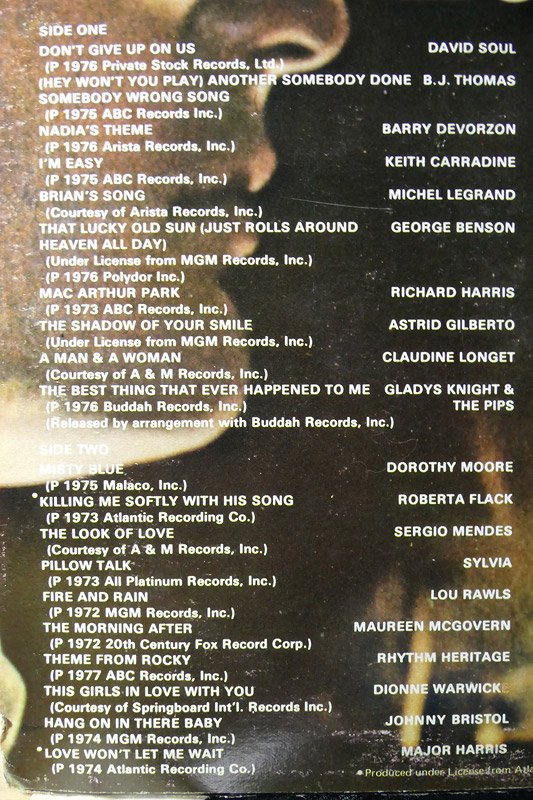 SIDE ONE
DON'T GIVE UP ON US DAVID SOUL
(P 1976 Private Stock Records, Ltd.)
(HEY WON'T YOU PLAY) ANOTHER SOMEBODY DONE B.J. THOMAS
SOMEBODY WRONG SONG
(P 1975 ABC Records Inc.)
NADIA'S THEME BARRY DEVORZON
(P 1976 Arista Records, Inc.)
I'M EASY KEITH CARRADINE
(P 1975 ABC Records, Inc.)
BRIAN'S SONG MICHEL LEGRAND
(Courtesy of Arista Records, Inc.)
THAT LUCKY OLD SUN (JUST ROLLS AROUND GEORGE BENSON
HEAVEN ALL DAY)
(Under License from MGM Records, Inc.)
(P 1976 Polydor Inc.)
MAC ARTHUR PARK RICHARD HARRIS
(P 1973 ABC Records, Inc.)
THE SHADOW OF YOUR SMILE ASTRID GILBERTO
(Under License from MGM Records, Inc.)
A MAN & A WOMAN CLAUDINE LONGET
(Courtesy of A & M Records, Inc.)
THE BEST THING THAT EVER HAPPENED TO ME GLADYS KNIGHT &
(P 1976 Buddah Records, Inc.) THE PIPS
(Released by arrangement with Buddah Records, Inc.)
SIDE TWO
MISTY BLUE DOROTHY MOORE
(P 1975 Malaco, Inc.)
•KILLING ME SOFTLY WITH HIS SONG ROBERTA FLACK
(P 1973 Atlantic Recording Co.)
THE LOOK OF LOVE SERGIO MENDES
(Courtesy of A & M Records, Inc.)
PILLOW TALK SYLVIA
(P 1973 All Platinum Records, Inc.)
FIRE AND RAIN LOU RAWLS
(P 1972 MGM Records, Inc.)
THE MORNING AFTER MAUREEN MCGOVERN
(P 1972 20th Century Fox Record Corp.)
THEME FROM ROCKY RHYTHM HERITAGE
(P 1977 ABC Records, Inc.)
THIS GIRLS IN LOVE WITH YOU DIONNE WARWICKE
(Courtesy of Springboard Int'l. Records Inc.)
HANG ON IN THERE BABY JOHNNY BRISTOL
(P 1974 MGM Records, Inc.)
•LOVE WON'T LET ME WAIT MAJOR HARRIS
(P 1974 Atlantic Recording Co.)
•Produced under License from Atla